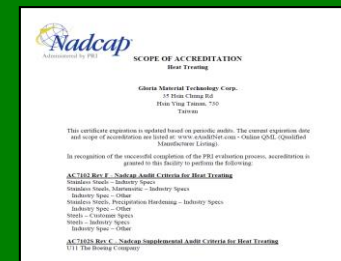 Nadcap
Administered by PRI
SCOPE OF ACCREDITATION
Heat Treating
Gloria Material Technology Corp.
35 Hsin Chung Rd
Hsin Ying Tainan, 730
Taiwan
This certificate expiration is updated based on periodic audits. The current expiration date
and scope of accreditation are listed at: www.eAuditNet.com - Online QML (Qualified
Manufacturer Listing).
In recognition of the successful completion of the PRI evaluation process, accreditation is
granted to this facility to perform the following:
AC7102 Rev F - Nadcap Audit Criteria for Heat Treating
Stainless Steels - Industry Specs
Stainless Steels, Martensitic - Industry Specs
Industry Spec - Other
Stainless Steels, Precipitation Hardening - Industry Specs
Industry Spec - Other
Steels - Customer Specs
Steels - Industry Specs
Industry Spec - Other
AC7102S Rev C - Nadcap Supplemental Audit Criteria for Heat Treating
U11 The Boeing Company